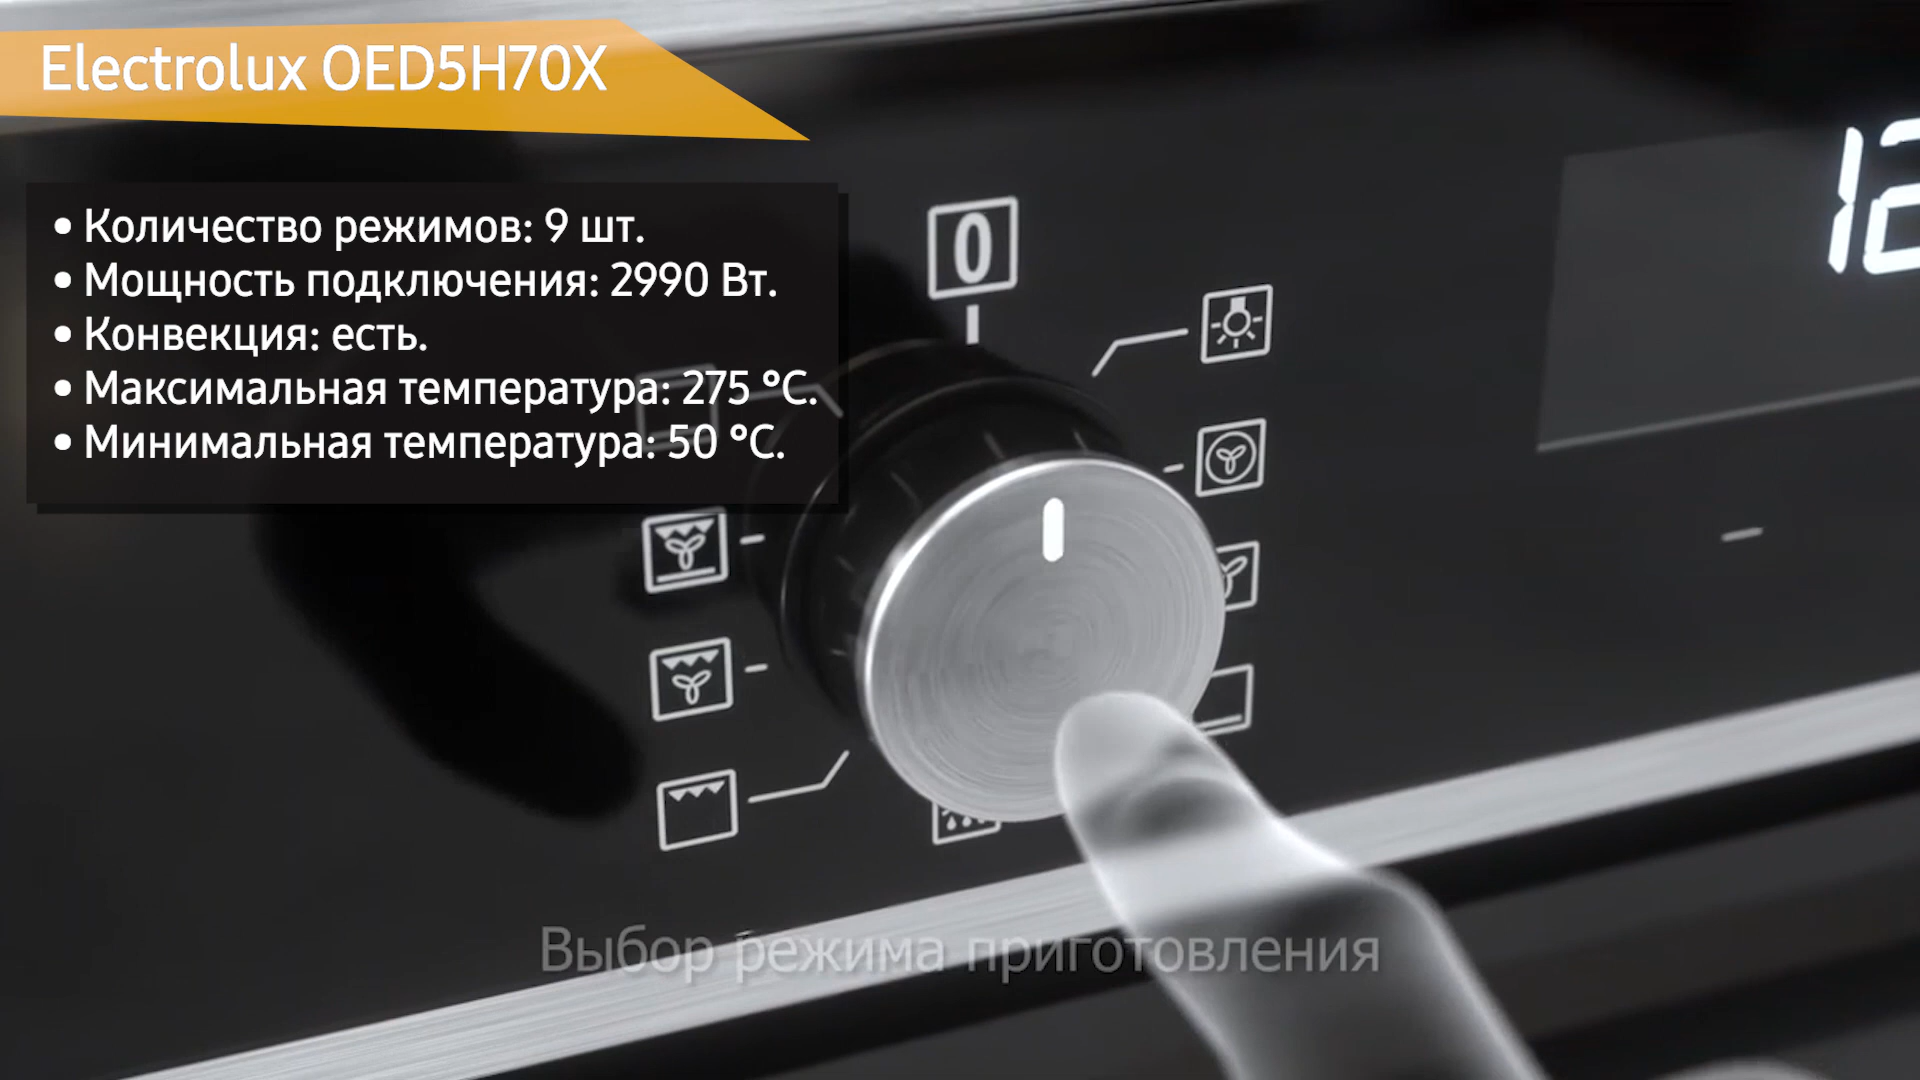 Electrolux OED5H70X
• Количество режимов: 9 шт.
• Мощность подключения: 2990 Вт.
• Конвекция: есть.
• Максимальная температура: 275 °C.
• Минимальная температура: 50 °C.
0
12
Выбор режима приготовления